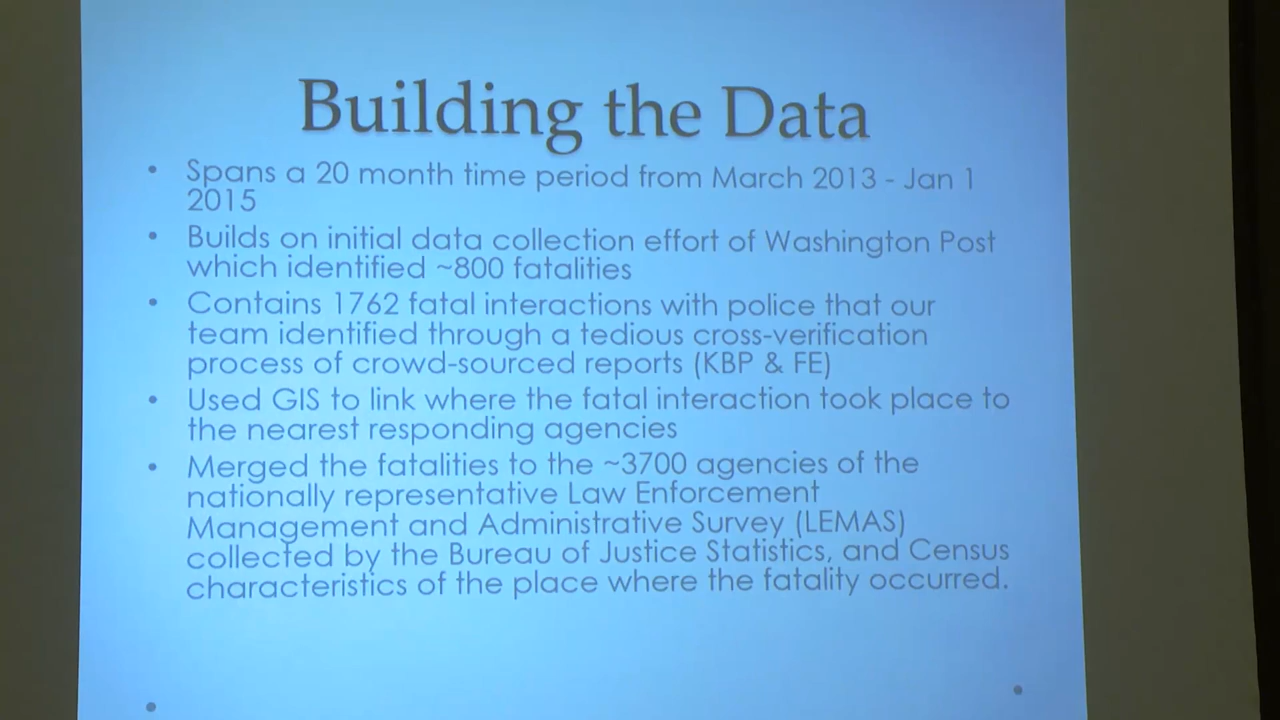 Building the Data
• Spans a 20 month time period from March 2013 - Jan 1
2015
• Builds on initial data collection effort of Washington Post
which identified ~800 fatalities
• Contains 1762 fatal interactions with police that our
team identified through a tedious cross-verification
process of crowd-sourced reports (KBP & FE)
• Used GIS to link where the fatal interaction took place to
the nearest responding agencies
• Merged the fatalities to the ~3700 agencies of the
nationally representative Law Enforcement
Management and Administrative Survey (LEMAS)
collected by the Bureau of Justice Statistics, and Census
characteristics of the place where the fatality occurred.